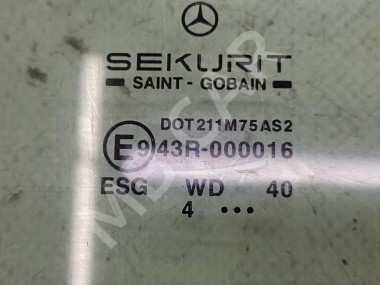 SEKURIT
- SAINT - GOBAIN -
DOT211M75AS2
E9 43R-000016
ESG WD 40
4 •••